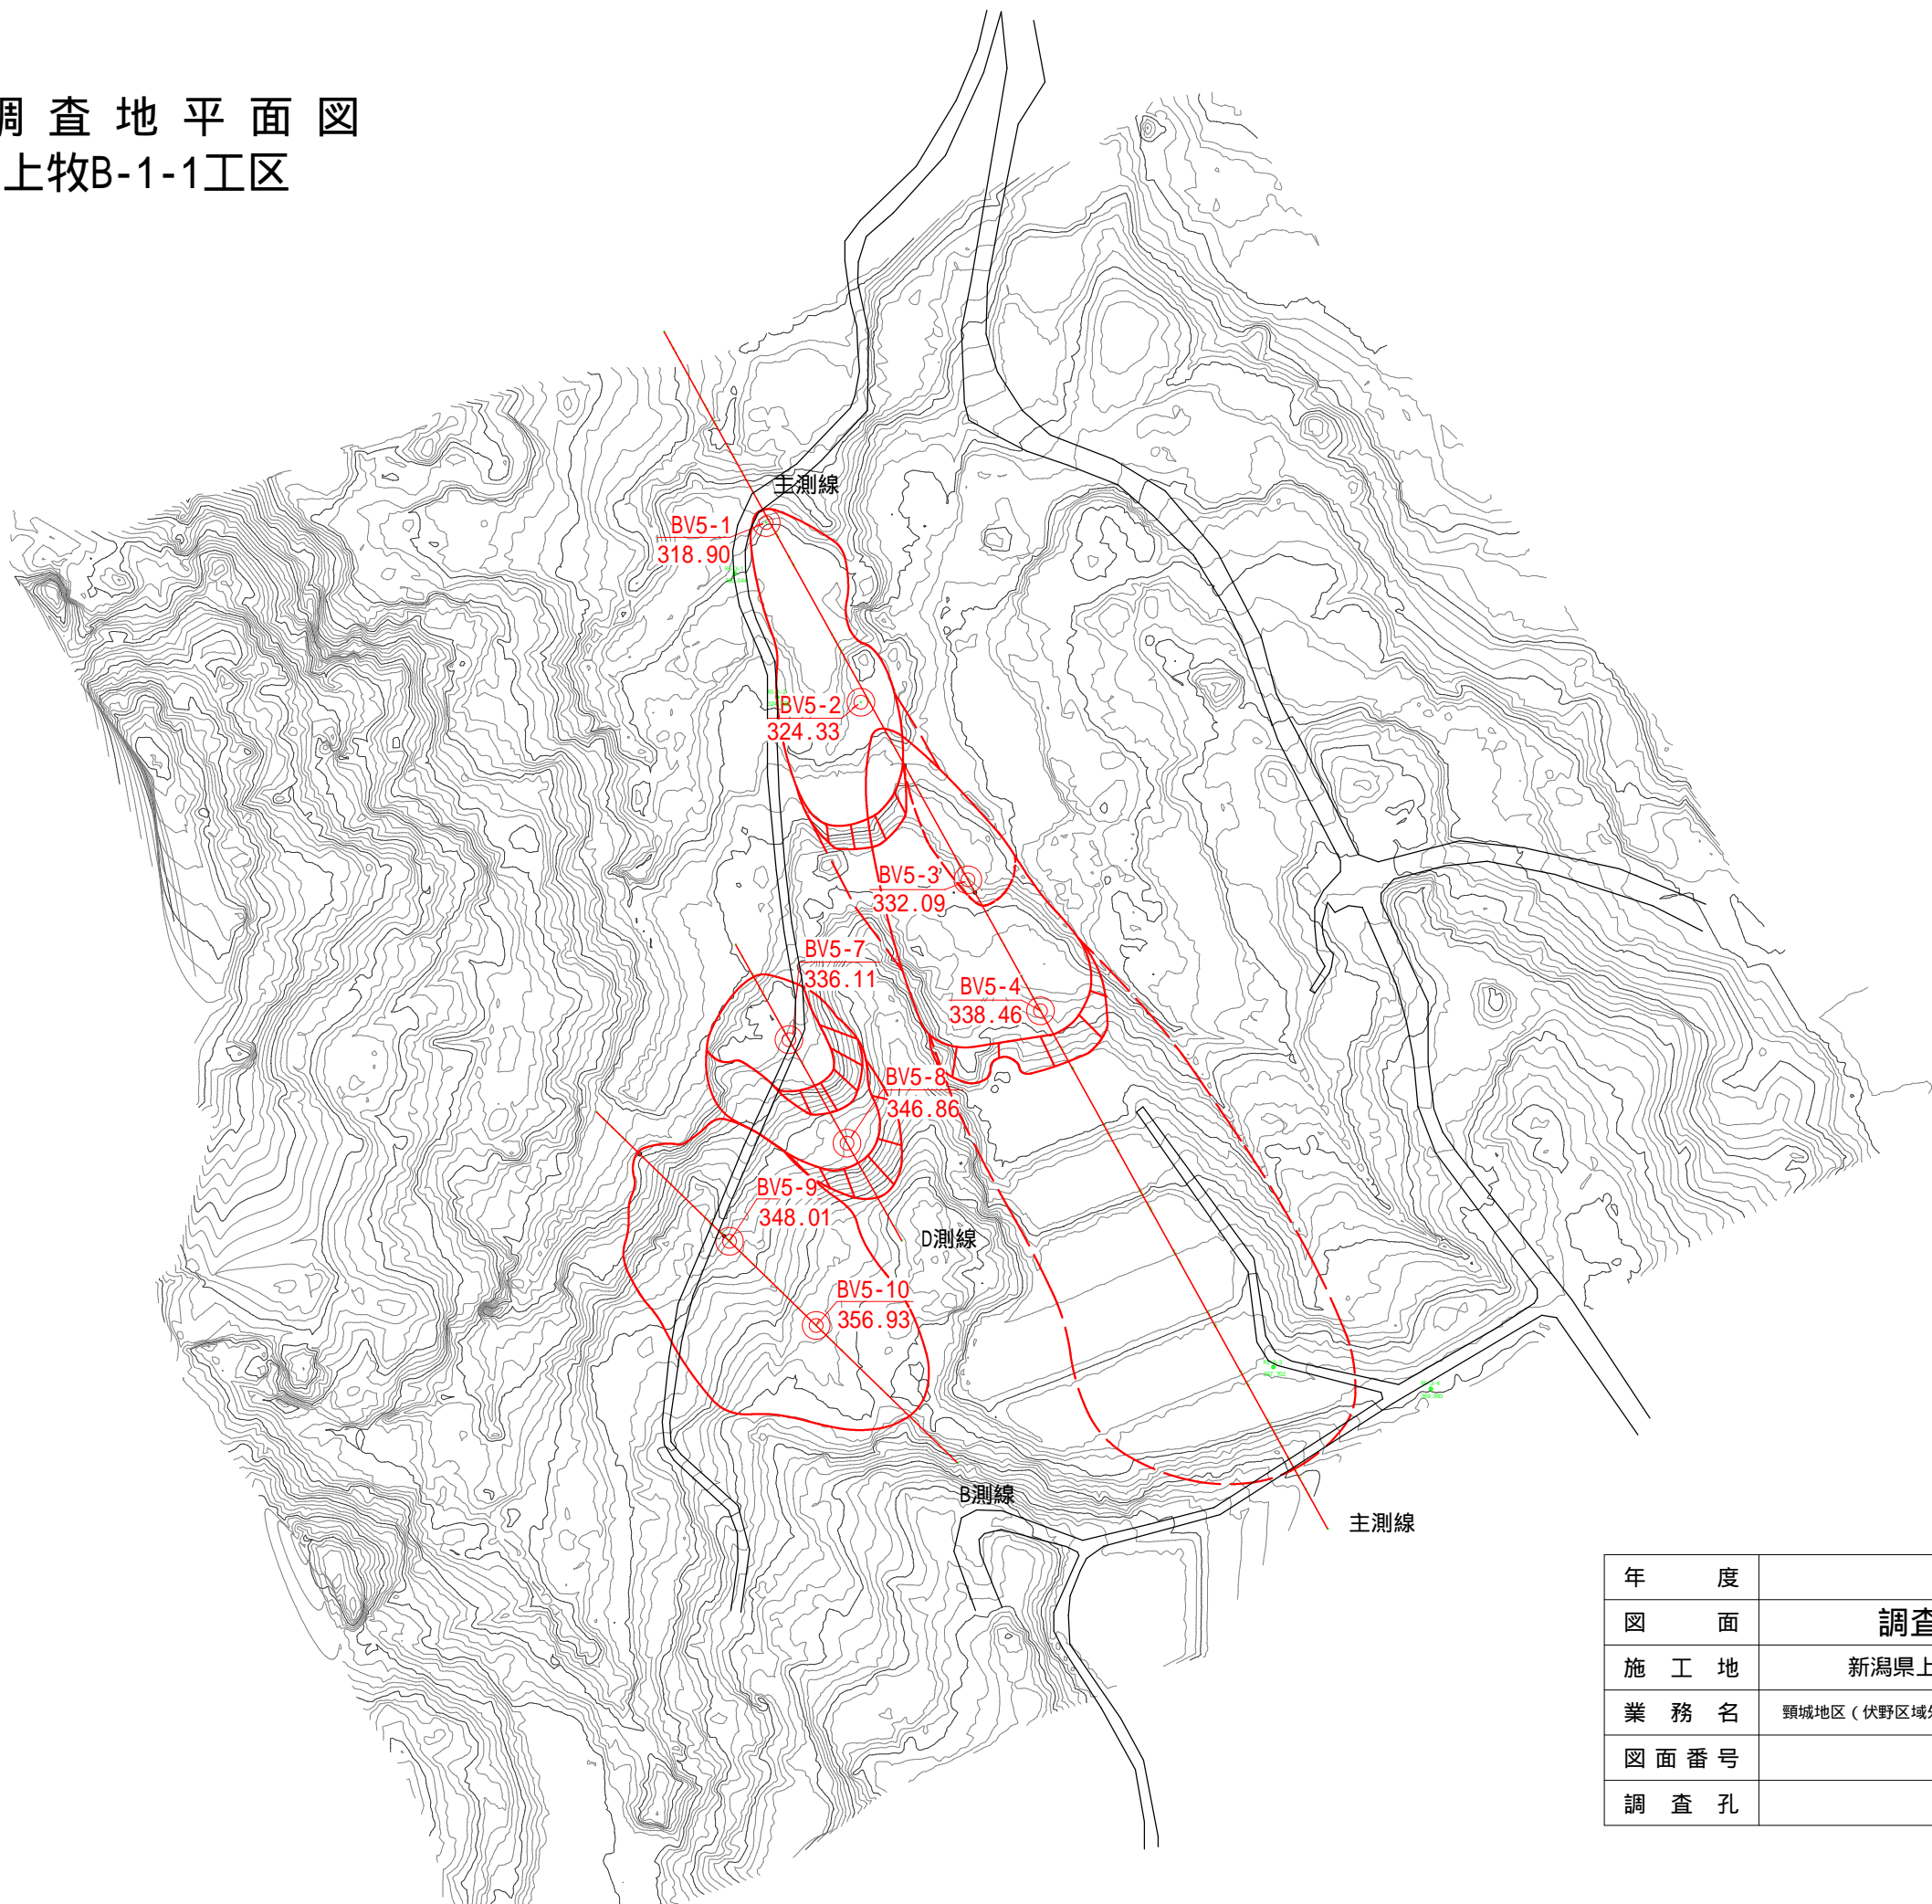 調査地平面図
上牧B-1-1工区
主測線
BV5-1
318.90
BV5-2
324.33
BV5-3
332.09
BV5-7
336.11
BV5-4
338.46
BV5-8
346.86
BV5-9
348.01
D測線
BV5-10
356.93
B測線
主測線
年度
図面 調査
施工地 新潟県上
業務名 頸城地区(伏野区域
図面番号
調査孔